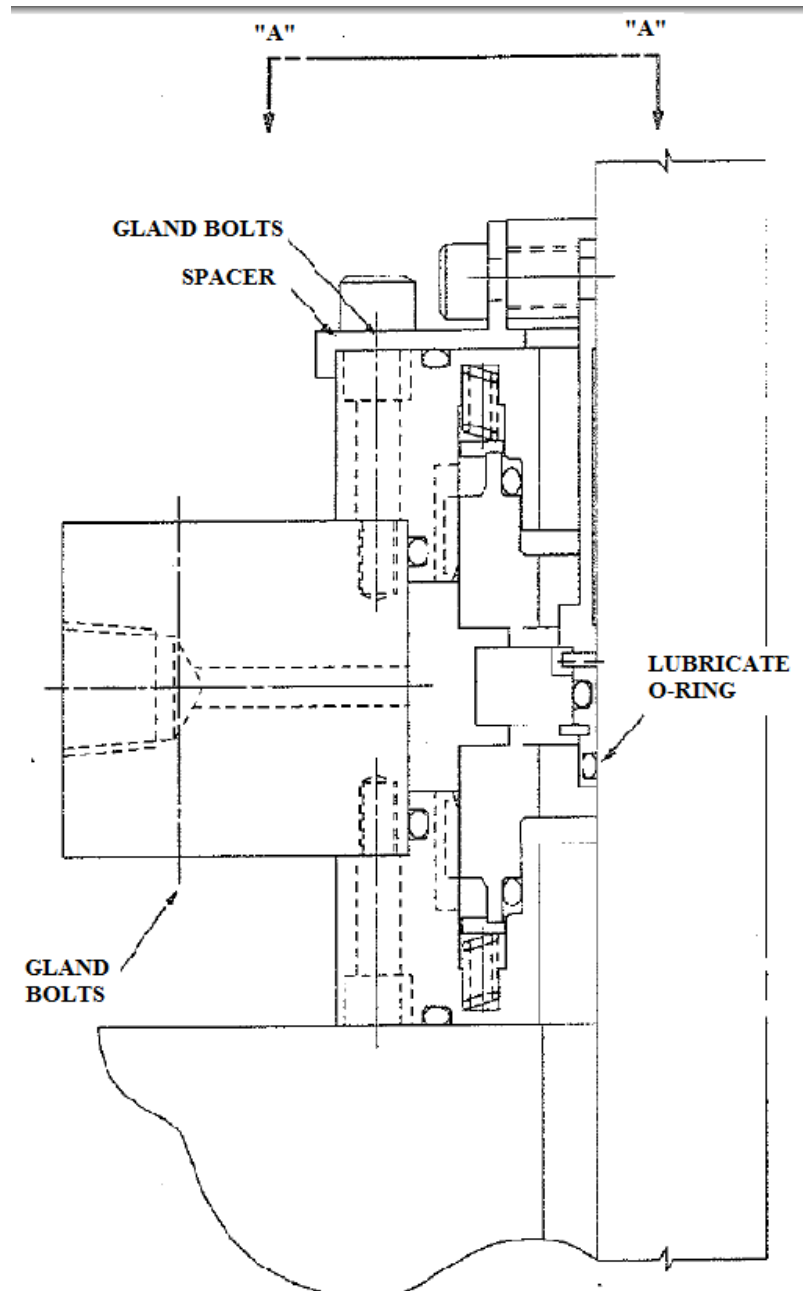 "A" "A"
GLAND BOLTS
SPACER
LUBRICATE
O-RING
GLAND
BOLTS